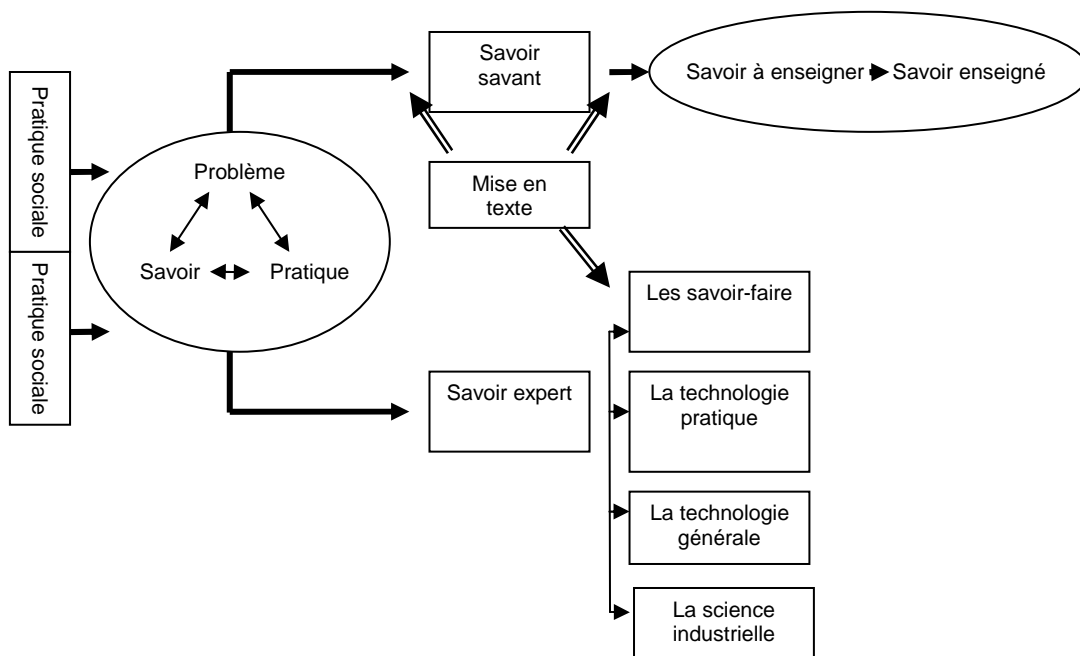 Pratique sociale
Pratique sociale
Problème
Savoir
Pratique
Savoir
savant
Mise en
texte
Savoir expert
Savoir à enseigner
Savoir enseigné
Les savoir-faire
La technologie
pratique
La technologie
générale
La science
industrielle